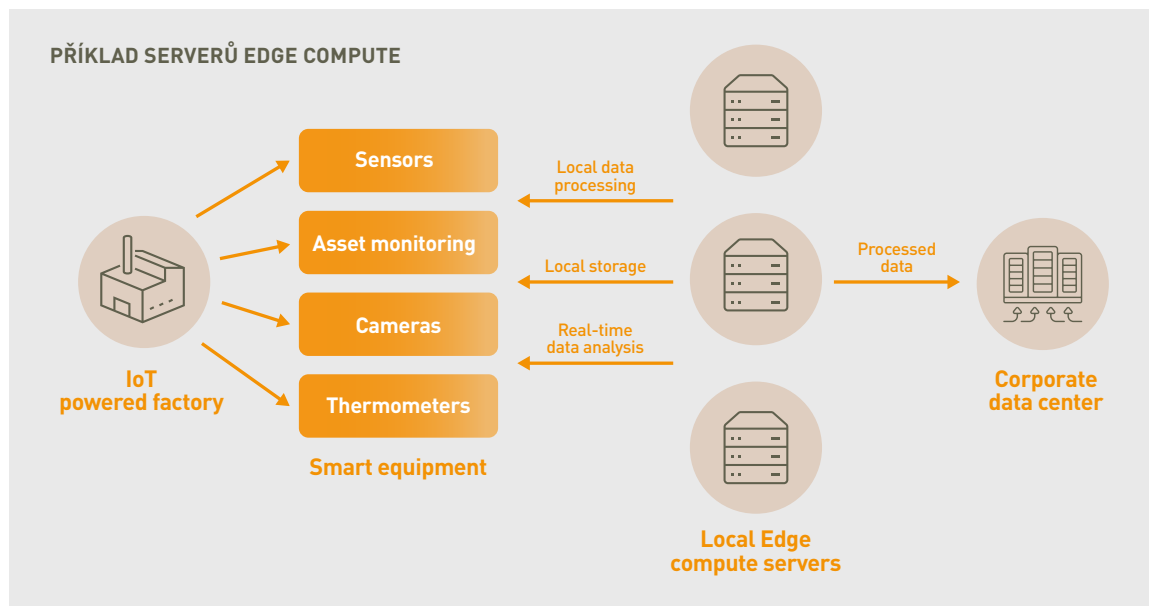 PŘÍKLAD SERVERŮ EDGE COMPUTE
IoT
powered factory
Sensors
Asset monitoring
Cameras
Thermometers
Smart equipment
Local data
processing
Local storage
Real-time
data analysis
Local Edge
compute servers
Processed
data
Corporate
data center